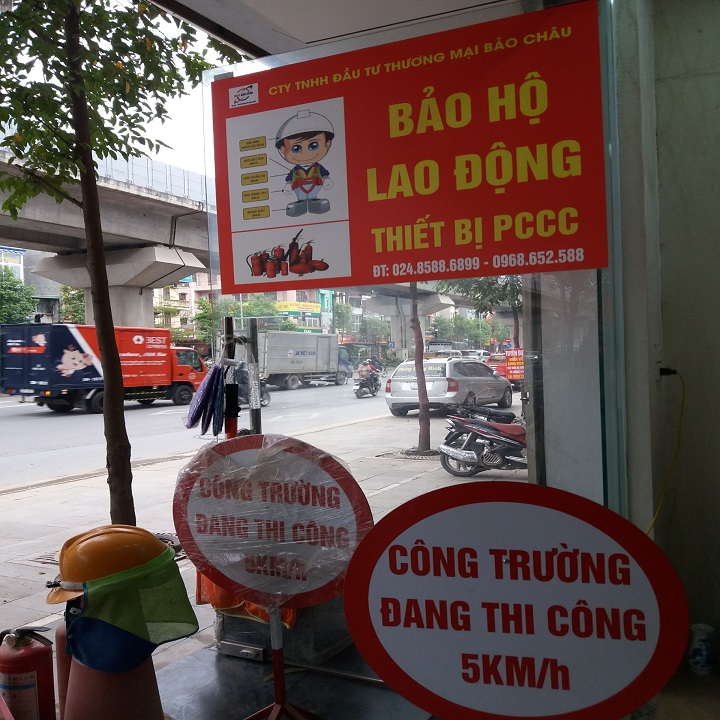 CTY TNHH ĐẦU TƯ THƯƠNG MẠI BẢO CHÂU
BẢO HỘ
LAO ĐỘNG
THIẾT BỊ PCCC
ĐT: 024.8588.6899 - 0968.652.588
BEST
CÔNG TRƯỜNG
ĐANG THI CÔNG
5KM/h
CÔNG TRƯỜNG
ĐANG THI CÔNG
5KM/h